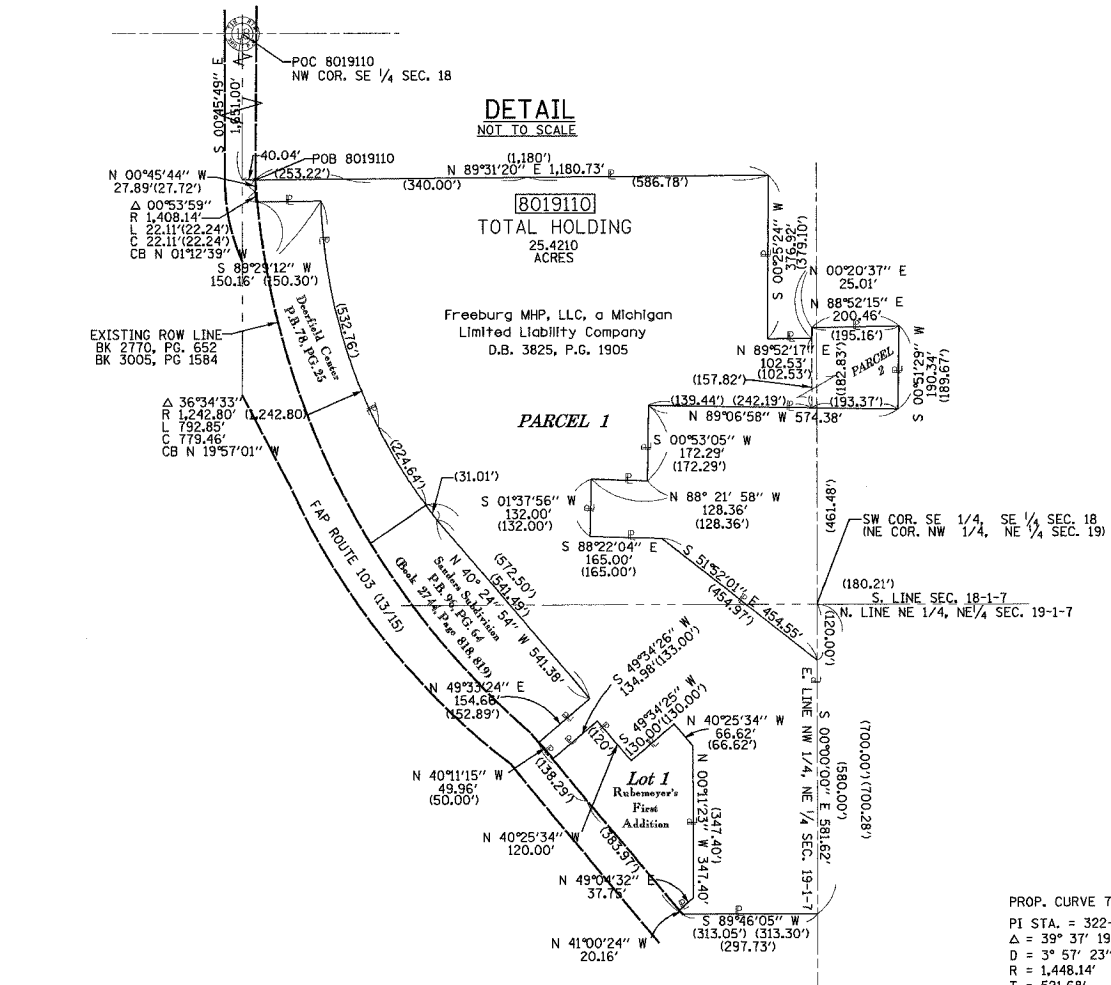 POC 8019110
NW COR. SE 1/4 SEC. 18
S 00°45'49" E
1,651.00'
DETAIL
NOT TO SCALE
40.04'
POB 8019110
(1,180')
N 89°31'20" E 1,180.73'
(253.22')
(340.00')
(586.78')
N 00°45'44" W
27.89'(27.72')
Δ 00°53'59"
R 1,408.14'
L 22.11'(22.24')
C 22.11'(22.24')
CB N 01°12'39" W
S 89°29'12" W
150.16' (150.30')
8019110
TOTAL HOLDING
25.4210
ACRES
S 00°25'24" W
376.92'
(379.10')
N 00°20'37" E
25.01'
N 88°52'15" E
200.46'
(195.16')
Freeburg MHP, LLC, a Michigan
Limited Liability Company
D.B. 3825, P.G. 1905
EXISTING ROW LINE
BK 2770, PG. 652
BK 3005, PG 1584
Deerfield Center
P.B. 78, PG. 25
(532.76')
N 89°52'17" E
102.53'
(102.53')
(157.82')
(182.83')
PARCEL
2
S 00°51'29" W
190.34'
(189.67')
(139.44') (242.19')
(193.37')
N 89°06'58" W 574.38'
Δ 36°34'33"
R 1,242.80' (1,242.80)
L 792.85'
C 779.46'
CB N 19°57'01" W
PARCEL 1
S 00°53'05" W
172.29'
(172.29')
(224.64')
(31.01')
S 01°37'56" W
132.00'
(132.00')
N 88° 21' 58" W
128.36'
(128.36')
S 88°22'04" E
165.00'
(165.00')
(461.48')
SW COR. SE 1/4, SE 1/4 SEC. 18
(NE COR. NW 1/4, NE 1/4 SEC. 19)
FAP ROUTE 103 (13/15)
(572.50')
(541.49')
N 40° 24' 54" W 541.38'
Sanders Subdivision
P.B. 96, PG. 64
(Book 2744, Page 818, 819)
S 51°52'01" E 454.55'
(454.97')
(180.21')
S. LINE SEC. 18-1-7
N. LINE NE 1/4, NE 1/4 SEC. 19-1-7
(120.00')
N 49°33'24" E
154.66'
(152.89')
S 49°34'26" W
134.98'(133.00')
S 49°34'25" W
130.00'(130.00')
(120')
N 40°25'34" W
66.62'
(66.62')
E LINE NW 1/4, NE 1/4 SEC. 19-1-7
S 00°00'00" E 581.62'
(580.00')
(700.00')(700.28')
N 40°11'15" W
49.96'
(50.00')
(138.29')
Lot 1
Rubemeyer's
First
Addition
N 00°11'23" W 347.40'
(347.40')
N 40°25'34" W
120.00'
(383.97')
N 49°04'32" E
37.75'
S 89°46'05" W
(313.05') (313.30')
(297.73')
N 41°00'24" W
20.16'
PROP. CURVE 7
PI STA. = 322
Δ = 39° 37' 19
D = 3° 57' 23"
R = 1,448.14'